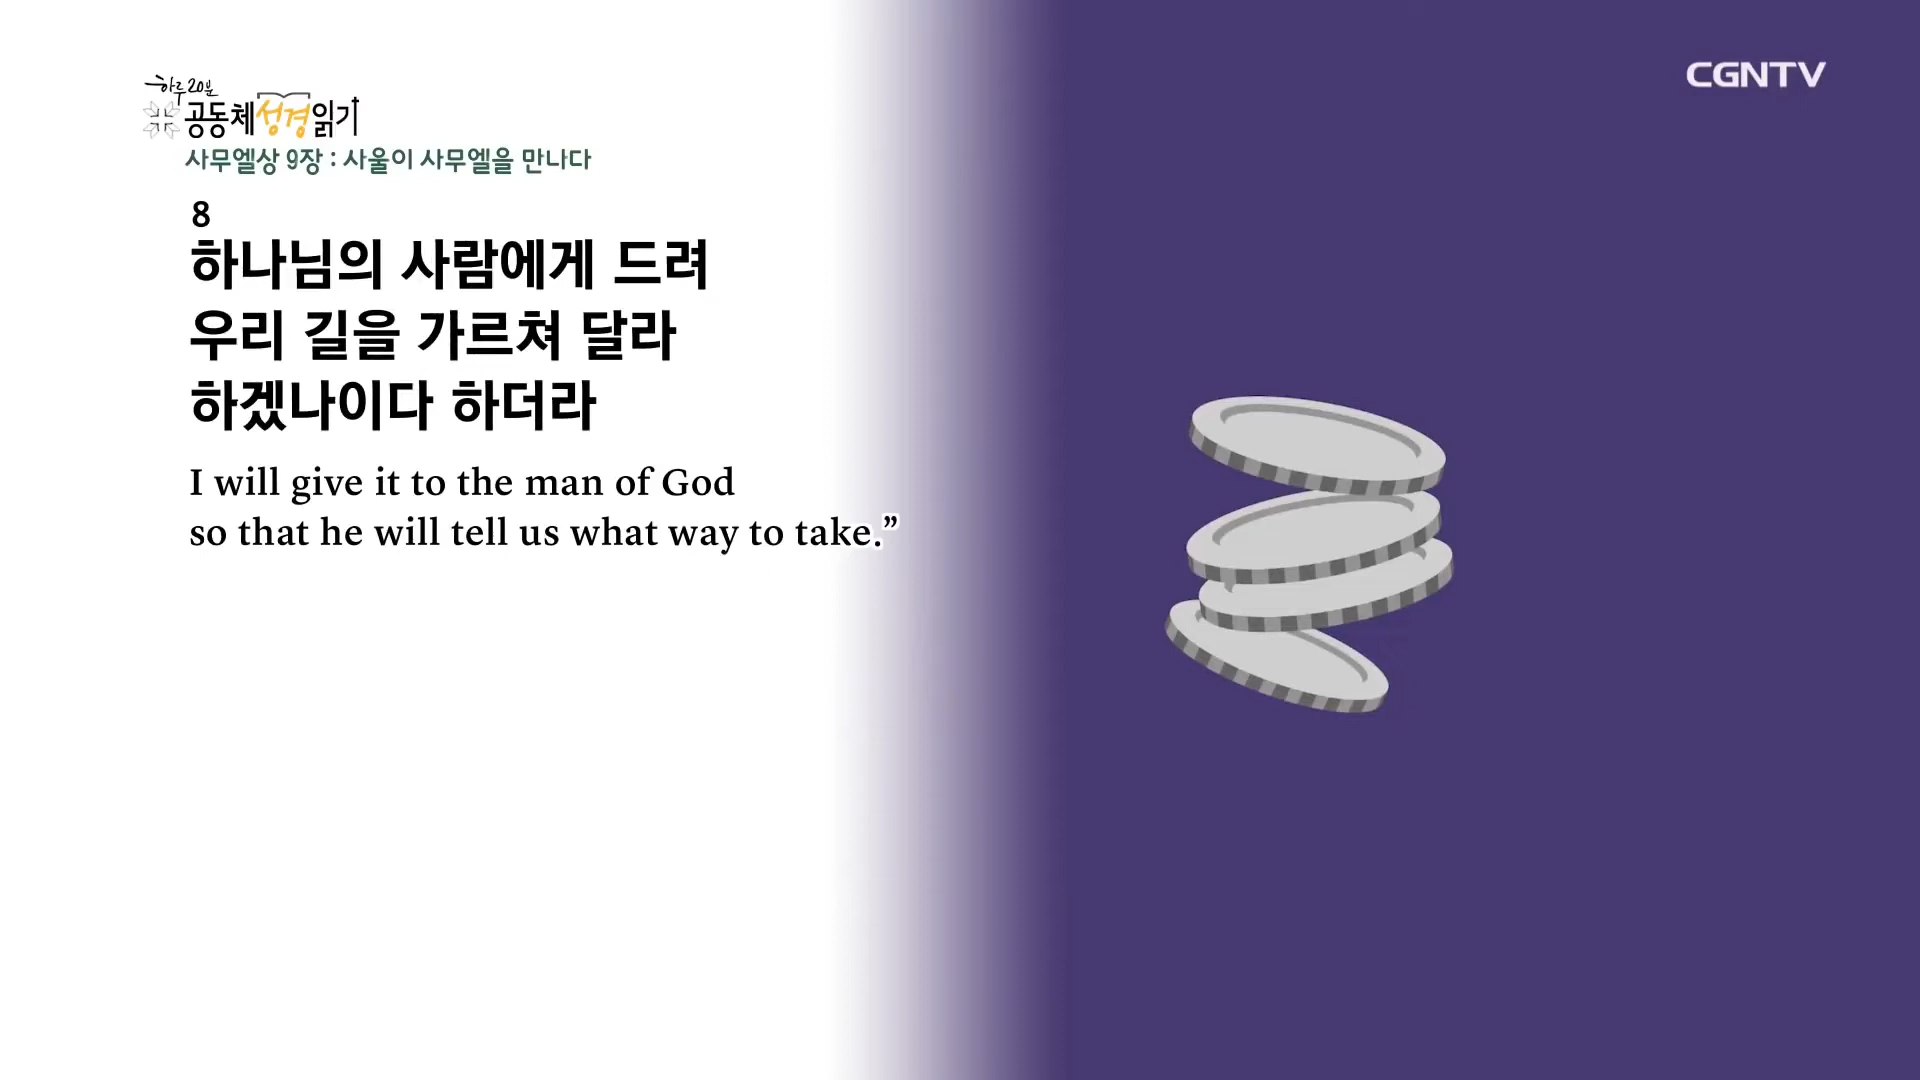 하루 20분
공동체성경읽기
CGNTV
사무엘상 9장 : 사울이 사무엘을 만나다
8
하나님의 사람에게 드려
우리 길을 가르쳐 달라
하겠나이다 하더라
I will give it to the man of God
so that he will tell us what way to take.”